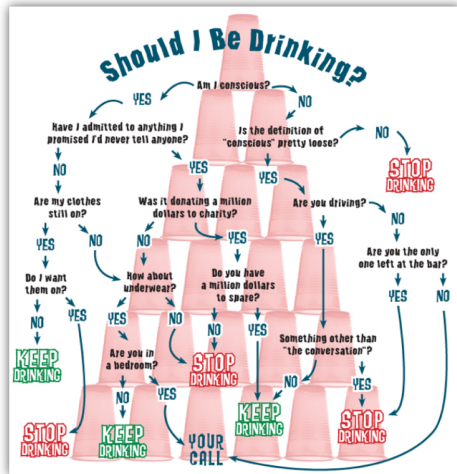 Should I Be Drinking?
Am I conscious?
YES
NO
Have I admitted to anything I
promised I'd never tell anyone?
Is the definition of
"conscious" pretty loose?
NO
NO
YES
YES
STOP
DRINKING
Are my clothes
still on?
Was it donating a million
dollars to charity?
Are you driving?
NO
YES
NO
NO
YES
YES
Are you the only
one left at the bar?
Do I want
them on?
How about
underwear?
Do you have
a million dollars
to spare?
YES
NO
NO
YES
YES
NO
NO
YES
Something other than
"the conversation"?
KEEP
DRINKING
Are you in
a bedroom?
STOP
DRINKING
NO
YES
NO
YES
STOP
DRINKING
KEEP
DRINKING
YOUR
CALL
KEEP
DRINKING
STOP
DRINKING